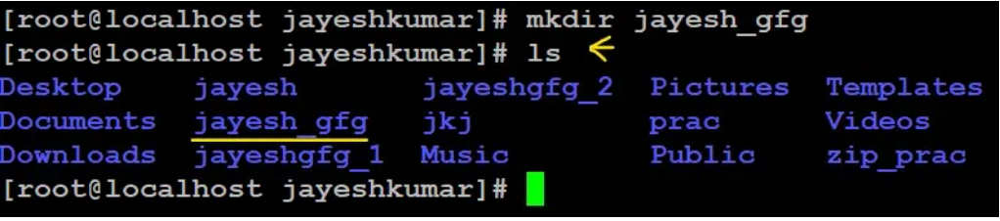 [root@localhost jayeshkumar]# mkdir jayesh_gfg
[root@localhost jayeshkumar]# ls
Desktop jayesh jayeshgfg_2 Pictures Templates
Documents jayesh_gfg jkj prac Videos
Downloads jayeshgfg_1 Music Public zip_prac
[root@localhost jayeshkumar]#